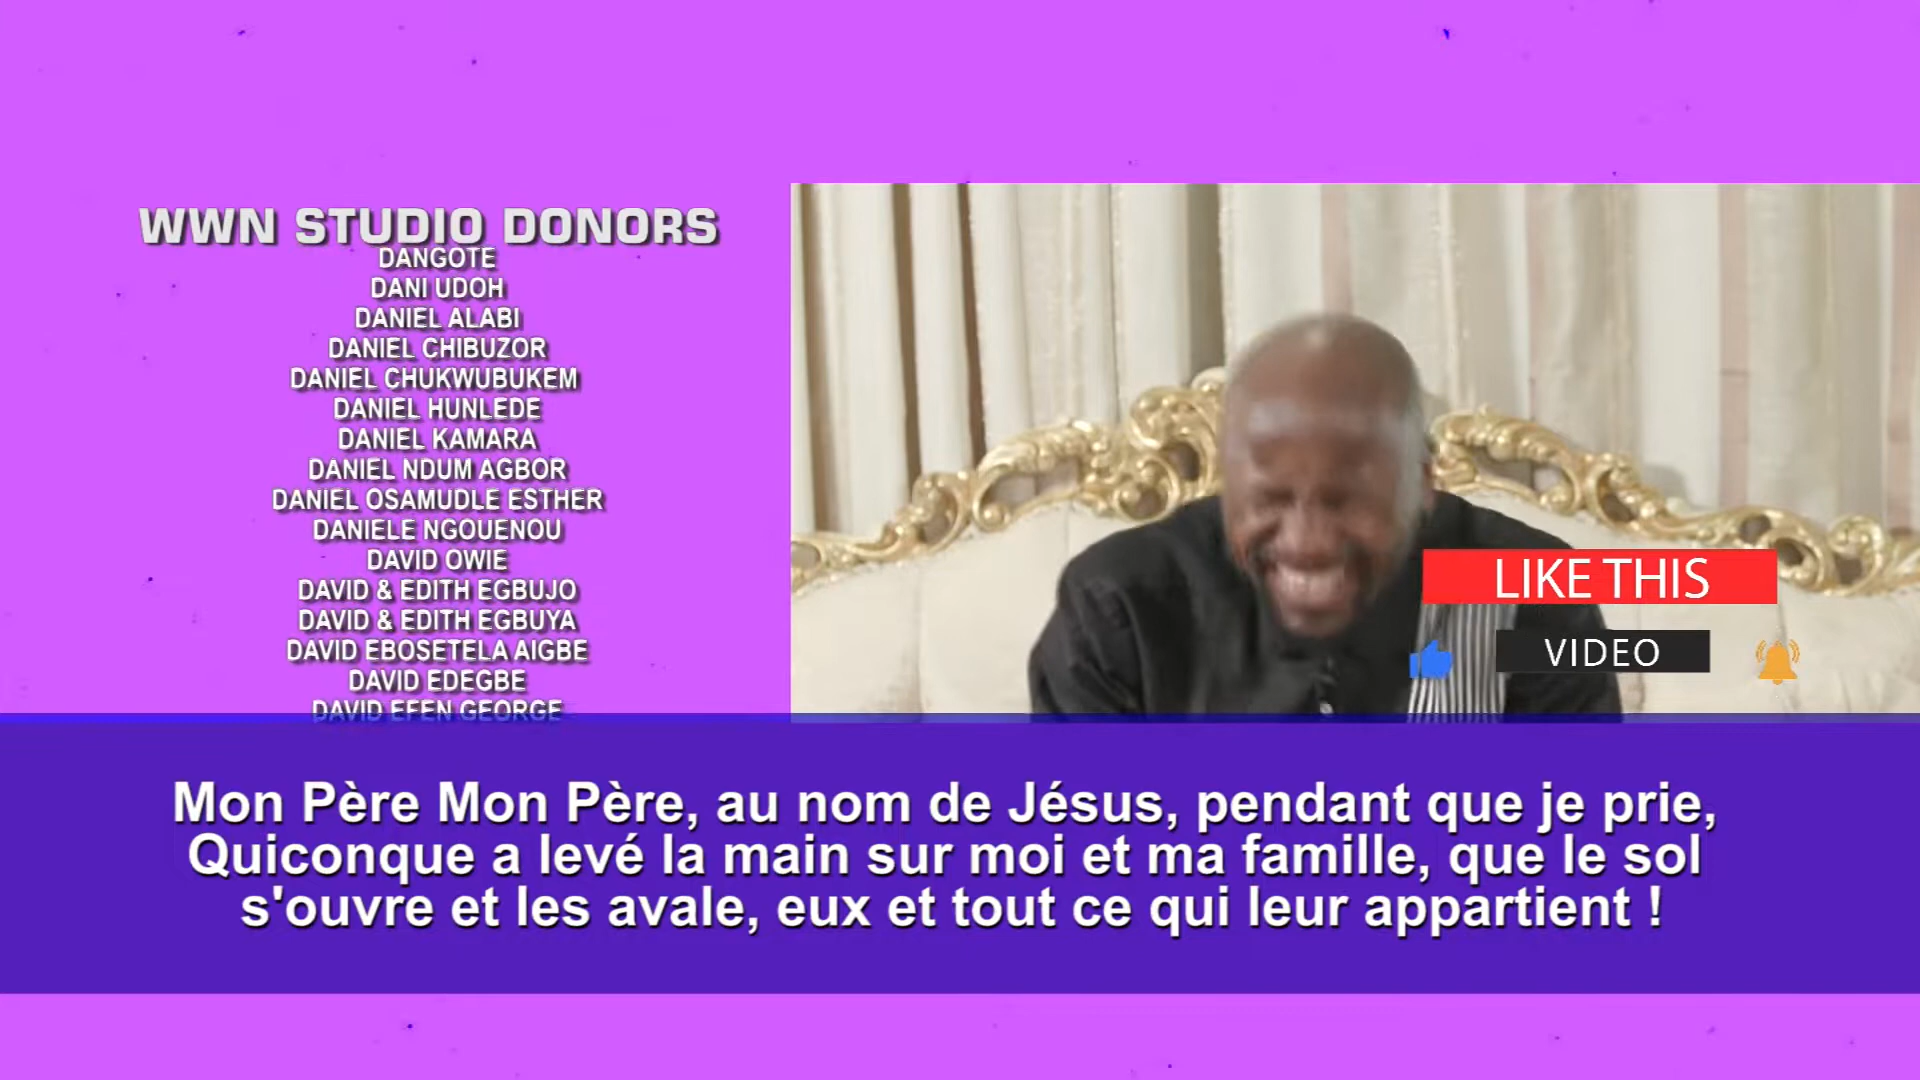 WWN STUDIO DONORS
DANGOTE
DANI UDOH
DANIEL ALABI
DANIEL CHIBUZOR
DANIEL CHUKWUBUKEM
DANIEL HUNLEDE
DANIEL KAMARA
DANIEL NDUM AGBOR
DANIEL OSAMUDLE ESTHER
DANIELE NGOUENOU
DAVID OWIE
DAVID & EDITH EGBUJO
DAVID & EDITH EGBUYA
DAVID EBOSETELA AIGBE
DAVID EDEGBE
DAVID EFEN GEORGE
LIKE THIS
VIDEO
Mon Père Mon Père, au nom de Jésus, pendant que je prie,
Quiconque a levé la main sur moi et ma famille, que le sol
s'ouvre et les avale, eux et tout ce qui leur appartient !